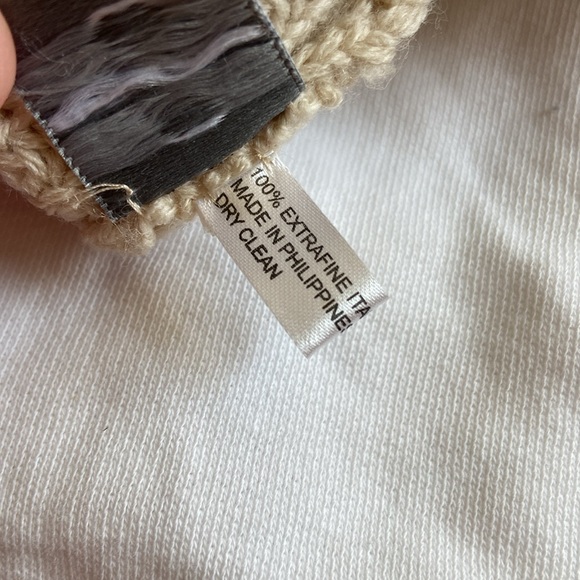 100% EXTRAFINE ITA
MADE IN PHILIPPINE
DRY CLEAN